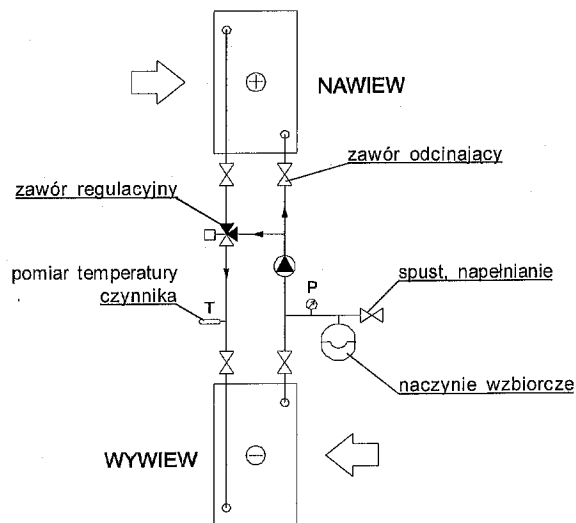 NAWIEW
zawór odcinający
zawór regulacyjny
pomiar temperatury
czynnika
T
P
spust, napełnianie
naczynie wzbiorcze
WYWIEW